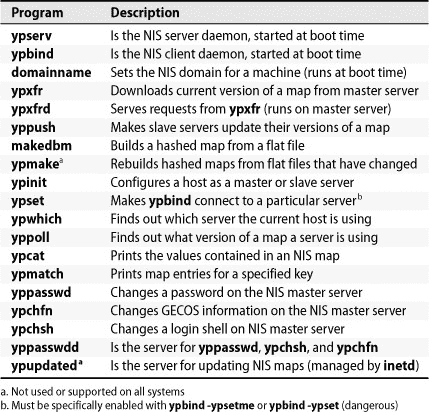 Program Description
ypserv Is the NIS server daemon, started at boot time
ypbind Is the NIS client daemon, started at boot time
domainname Sets the NIS domain for a machine (runs at boot time)
ypxfr Downloads current version of a map from master server
ypxfrd Serves requests from ypxfr (runs on master server)
yppush Makes slave servers update their versions of a map
makedbm Builds a hashed map from a flat file
ypmakea Rebuilds hashed maps from flat files that have changed
ypinit Configures a host as a master or slave server
ypset Makes ypbind connect to a particular serverb
ypwhich Finds out which server the current host is using
yppoll Finds out what version of a map a server is using
ypcat Prints the values contained in an NIS map
ypmatch Prints map entries for a specified key
yppasswd Changes a password on the NIS master server
ypchfn Changes GECOS information on the NIS master server
ypchsh Changes a login shell on NIS master server
yppasswdd Is the server for yppasswd, ypchsh, and ypchfn
ypupdateda Is the server for updating NIS maps (managed by inetd)
a. Not used or supported on all systems
b. Must be specifically enabled with ypbind -ypsetme or ypbind -ypset (dangerous)